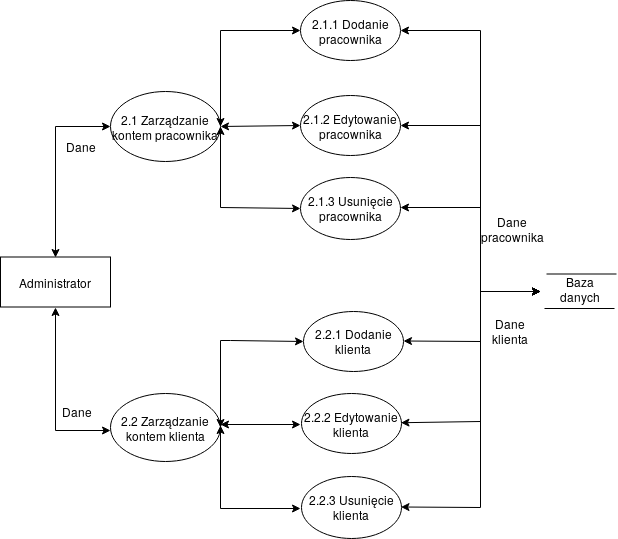 2.1.1 Dodanie
pracownika
2.1 Zarządzanie
kontem pracownika
2.1.2 Edytowanie
pracownika
Dane
2.1.3 Usunięcie
pracownika
Dane
pracownika
Administrator
Baza
danych
Dane
klienta
2.2.1 Dodanie
klienta
Dane
2.2 Zarządzanie
kontem klienta
2.2.2 Edytowanie
klienta
2.2.3 Usunięcie
klienta